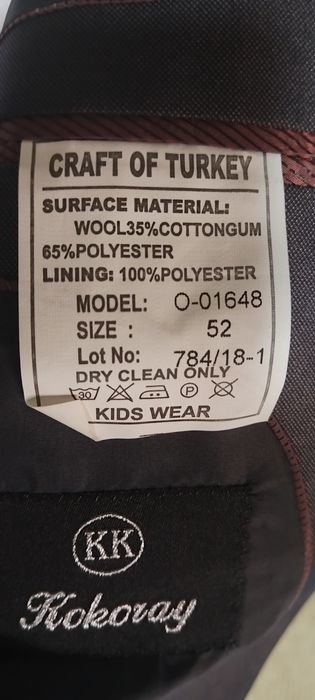 CRAFT OF TURKEY
SURFACE MATERIAL:
WOOL35%COTTONGUM
65%POLYESTER
LINING: 100%POLYESTER
MODEL: O-01648
SIZE : 52
Lot No: 784/18-1
DRY CLEAN ONLY
30 P
KIDS WEAR
KK
Kokoray